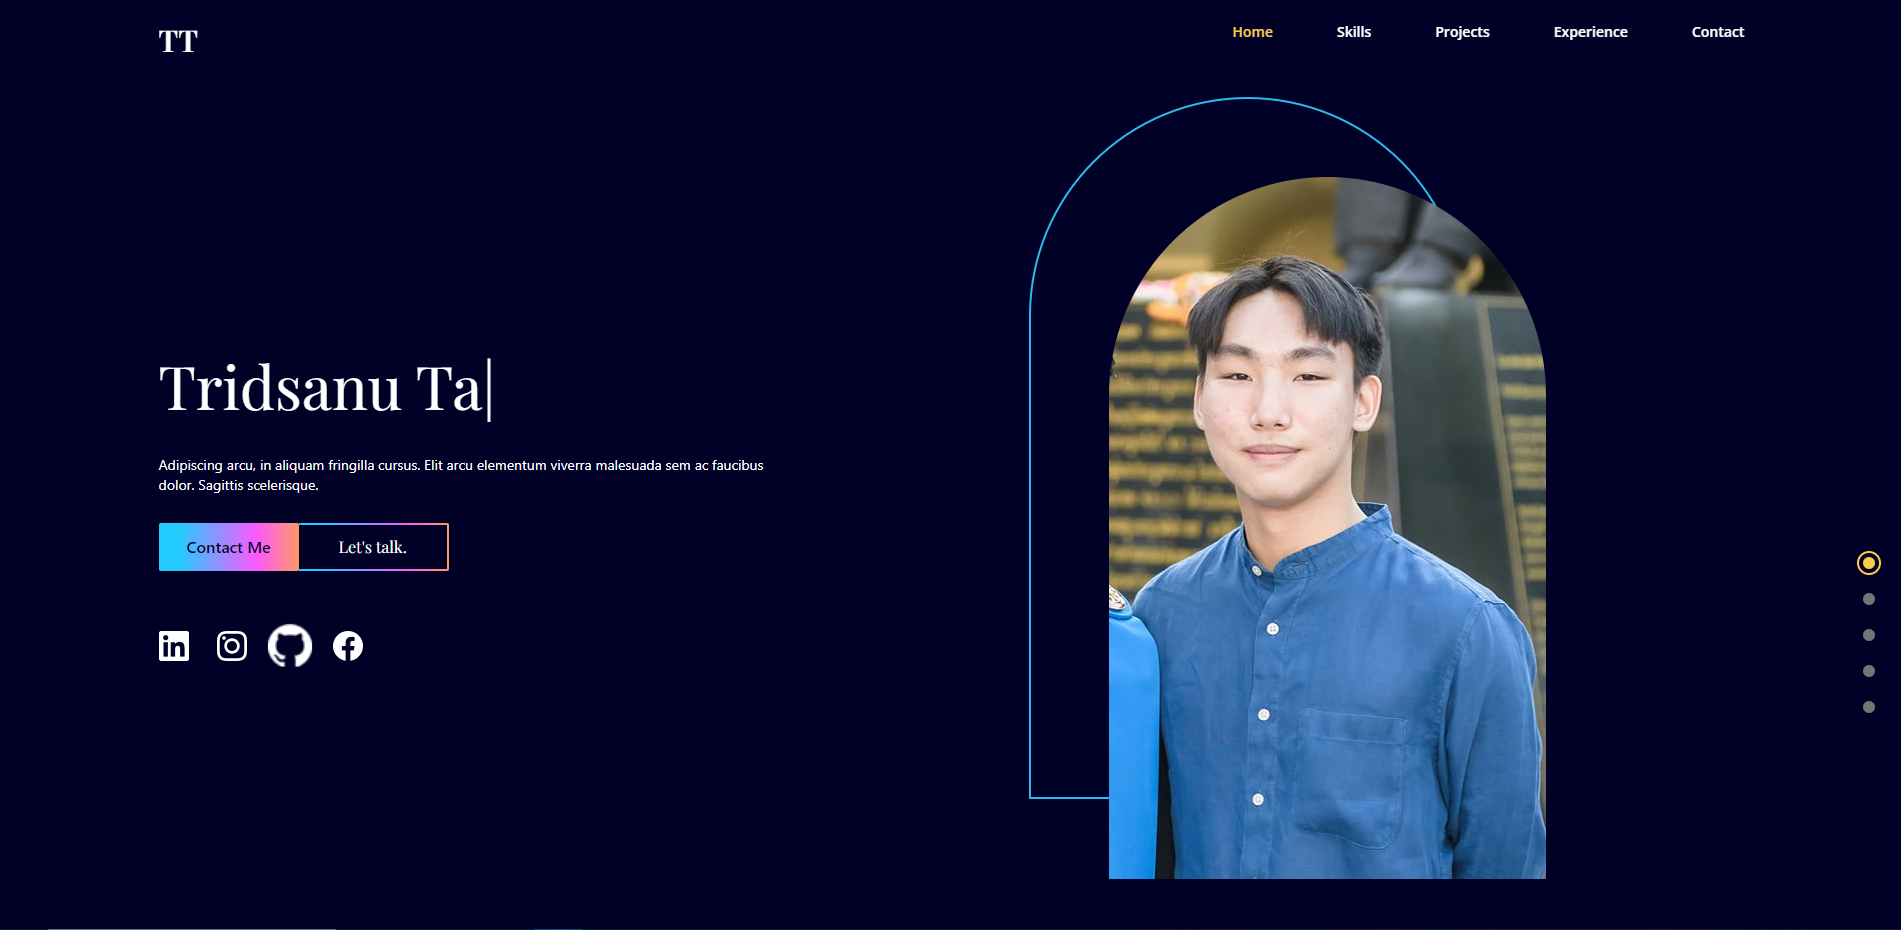 TT
Home
Skills
Projects
Experience
Contact
Tridsanu Ta
Adipiscing arcu, in aliquam fringilla cursus. Elit arcu elementum viverra malesuada sem ac faucibus
dolor. Sagittis scelerisque.
Contact Me
Let's talk.
in